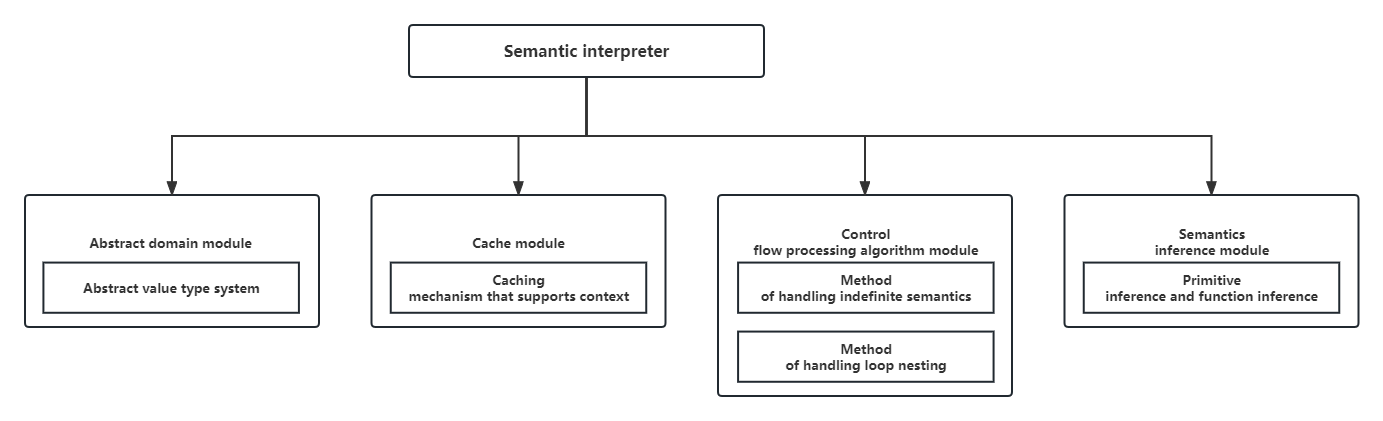 Semantic interpreter
Abstract domain module
Abstract value type system
Cache module
Caching
mechanism that supports context
Control
flow processing algorithm module
Method
of handling indefinite semantics
Method
of handling loop nesting
Semantics
inference module
Primitive
inference and function inference